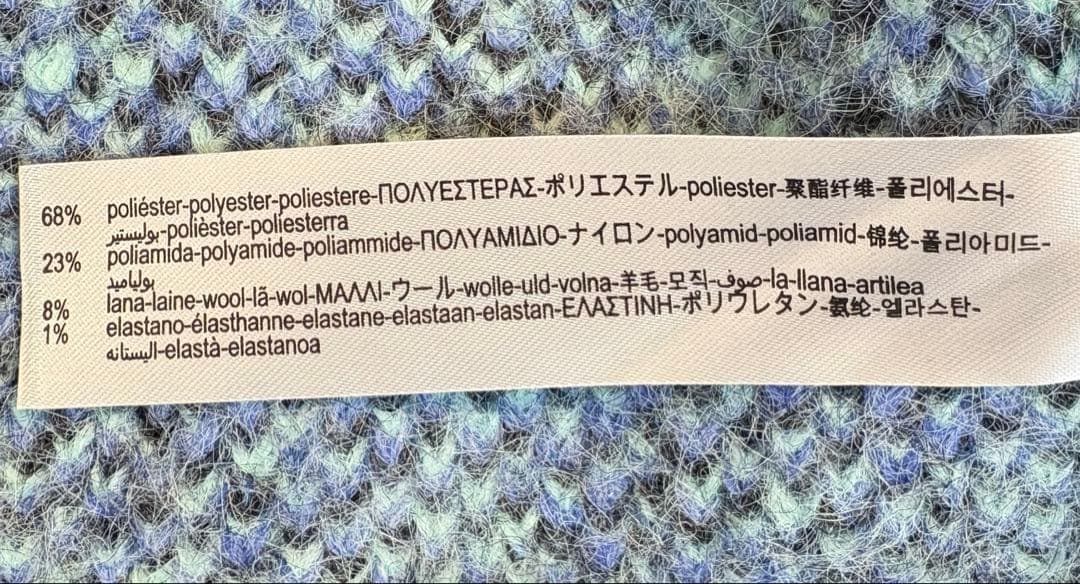 68% poliéster-polyester-poliestere-ΠΟΛΥΕΣΤΕΡΑΣ-ポリエステル-poliester-聚酯纤维-폴리에스터-
بوليستير-polièster-poliesterra
23% poliamida-polyamide-poliammide-ΠΟΛΥΑΜΙΔΙΟ-ナイロン-polyamid-poliamid-锦纶-폴리아미드-
بولياميد
8% lana-laine-wool-lã-wol-ΜΑΛΛΙ-ウール-wolle-uld-volna-羊毛-모직-صوف-la-llana-artilea
1% elastano-élasthanne-elastane-elastaan-elastan-ΕΛΑΣΤΙΝΗ-ポリウレタン-氨纶-엘라스탄-
اليستانه-elastà-elastanoa